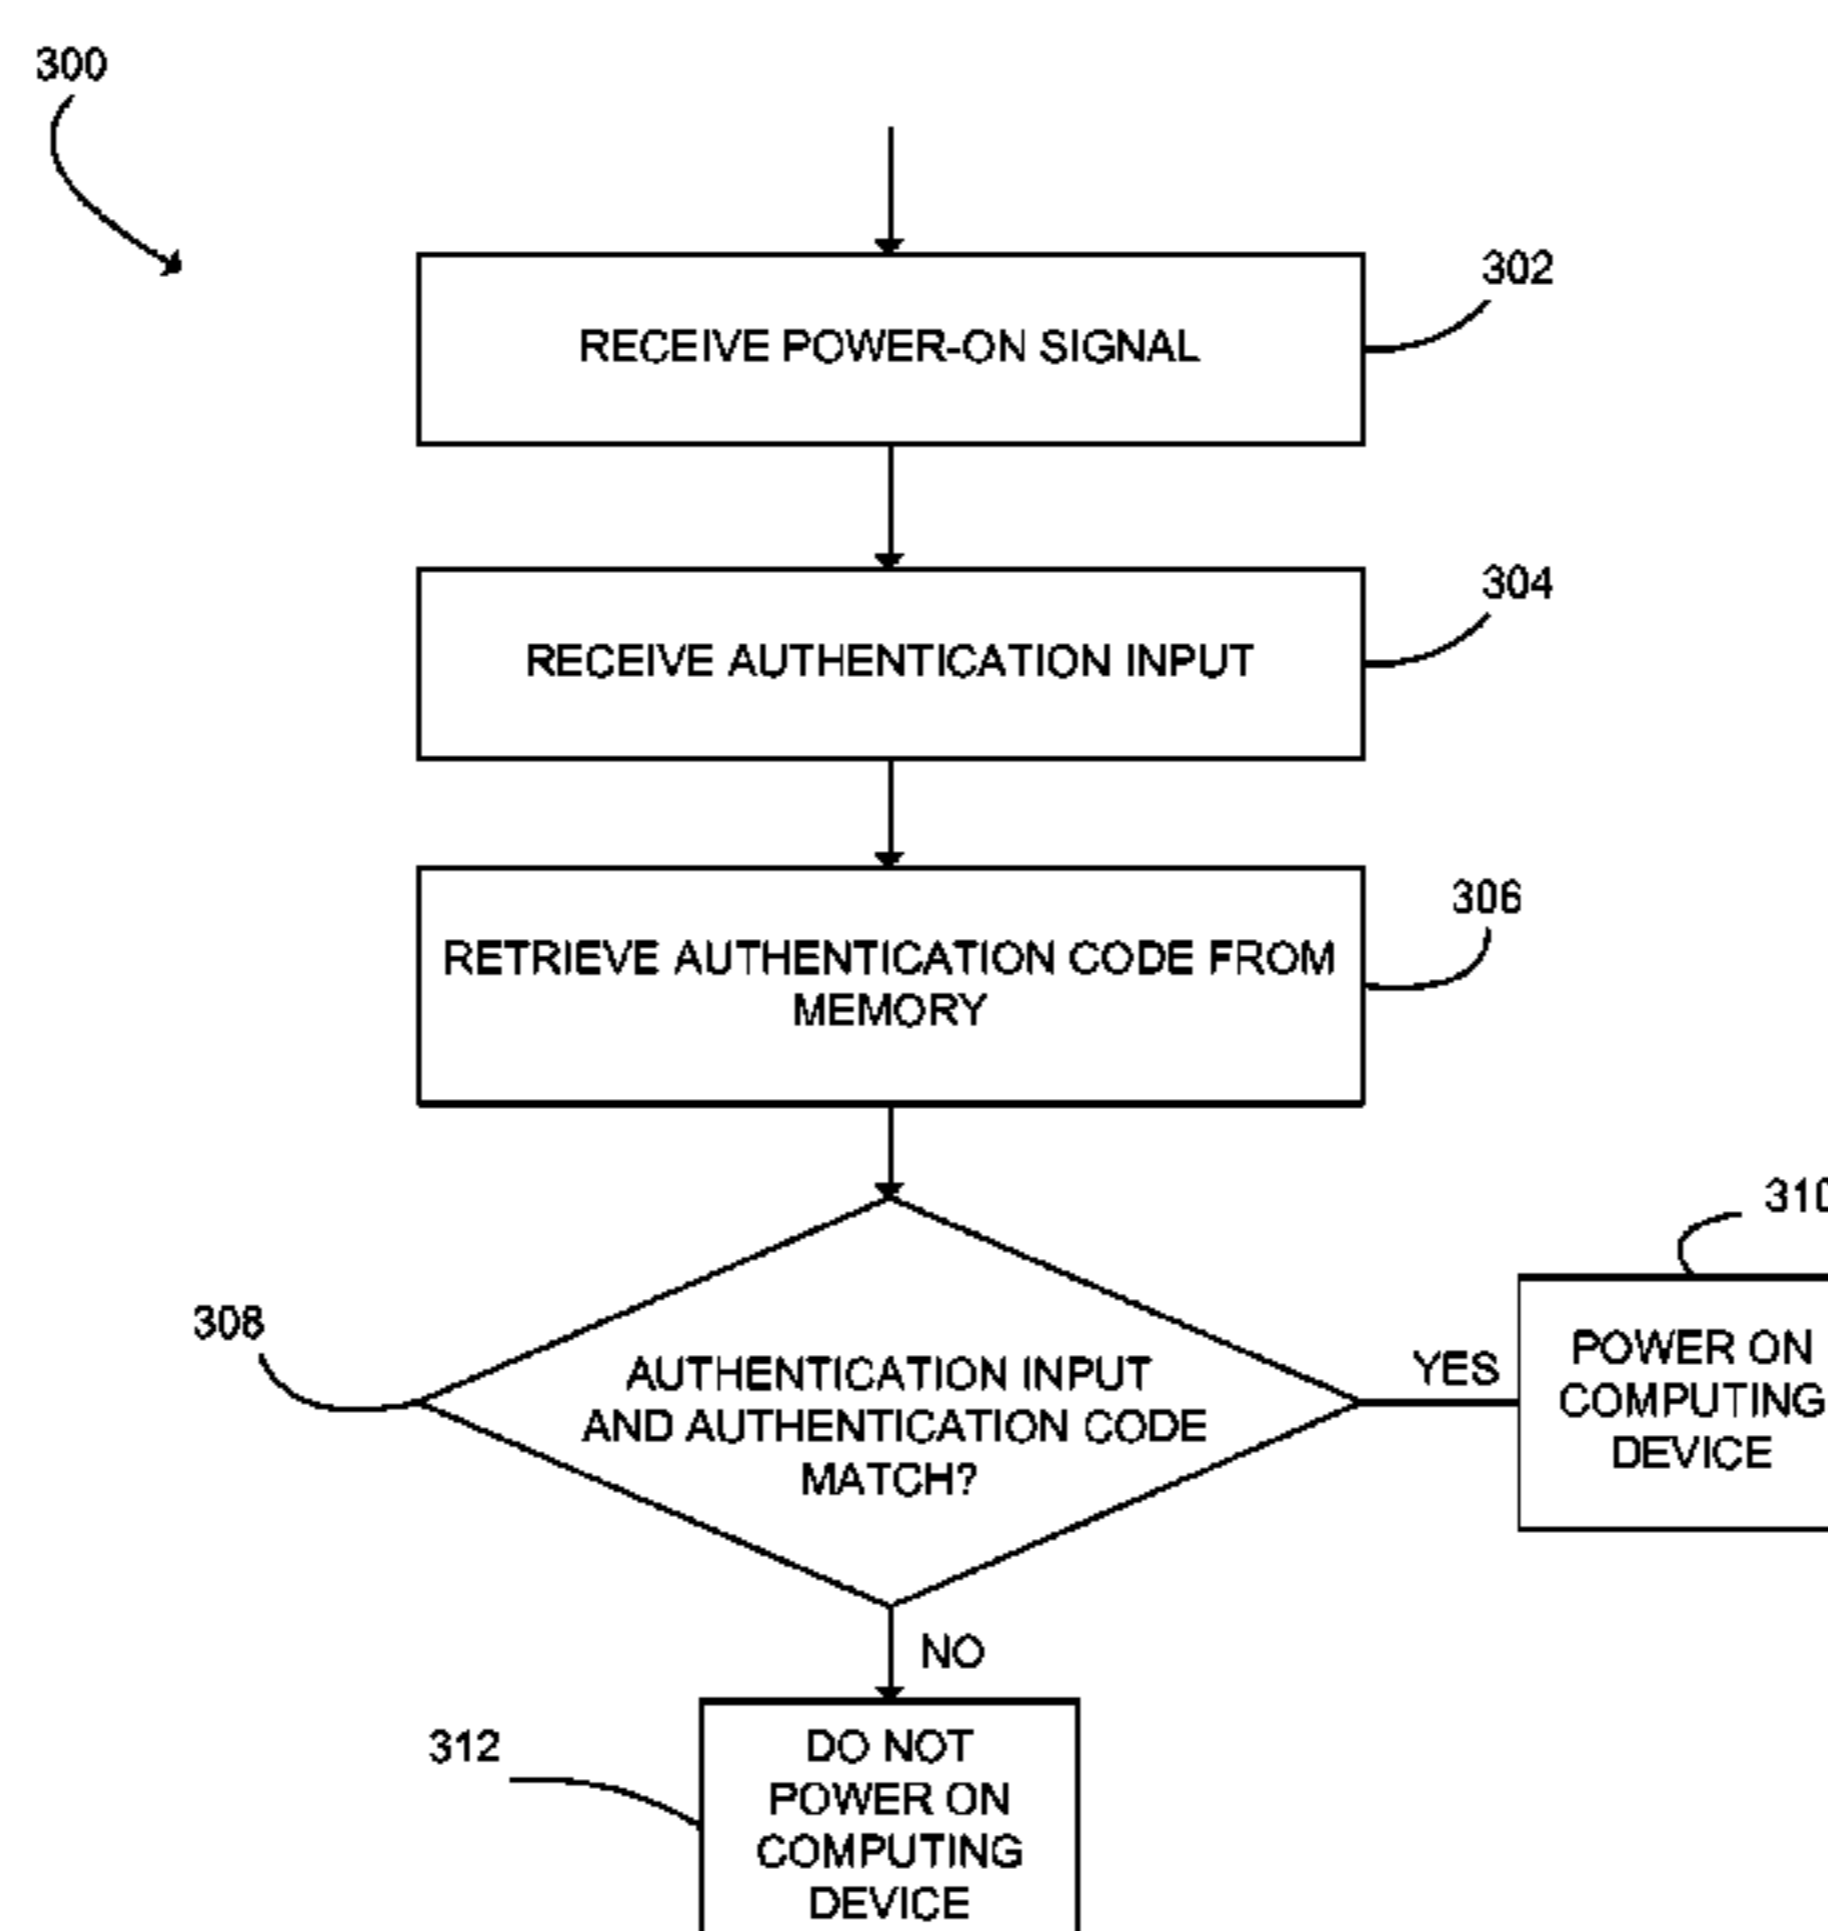 300
302
RECEIVE POWER-ON SIGNAL
304
RECEIVE AUTHENTICATION INPUT
306
RETRIEVE AUTHENTICATION CODE FROM
MEMORY
310
308
AUTHENTICATION INPUT
AND AUTHENTICATION CODE
MATCH?
YES
POWER ON
COMPUTING
DEVICE
NO
312
DO NOT
POWER ON
COMPUTING
DEVICE